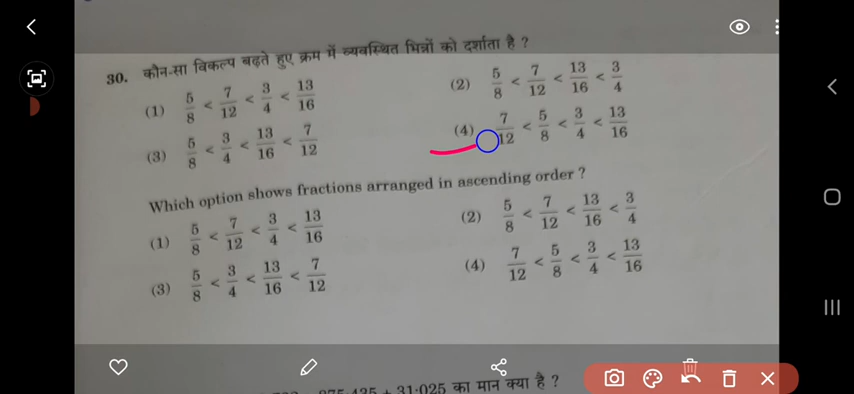 30. कौन-सा विकल्प बढ़ते हुए क्रम में व्यवस्थित भिन्नों को दर्शाता है ?
(1) 5/8 < 7/12 < 3/4 < 13/16 (2) 5/8 < 7/12 < 13/16 < 3/4
(3) 5/8 < 3/4 < 13/16 < 7/12 (4) 7/12 < 5/8 < 3/4 < 13/16
Which option shows fractions arranged in ascending order ?
(1) 5/8 < 7/12 < 3/4 < 13/16 (2) 5/8 < 7/12 < 13/16 < 3/4
(3) 5/8 < 3/4 < 13/16 < 7/12 (4) 7/12 < 5/8 < 3/4 < 13/16
+ 31·025 का मान क्या है ?